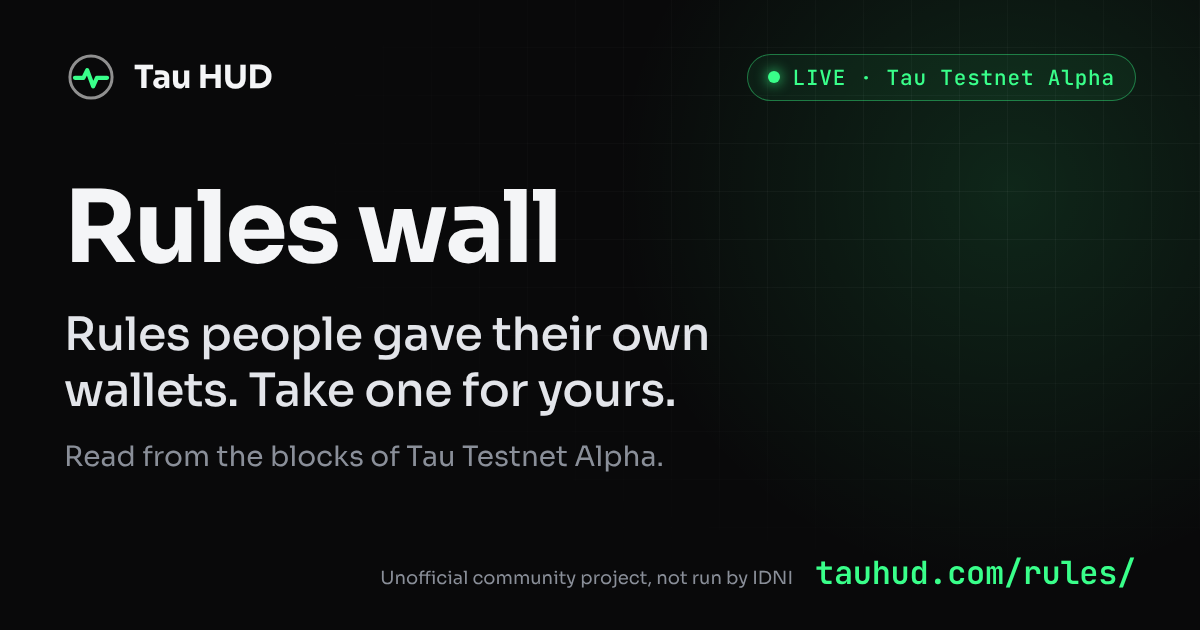 Tau HUD
LIVE · Tau Testnet Alpha
Rules wall
Rules people gave their own
wallets. Take one for yours.
Read from the blocks of Tau Testnet Alpha.
Unofficial community project, not run by IDNI
tauhud.com/rules/